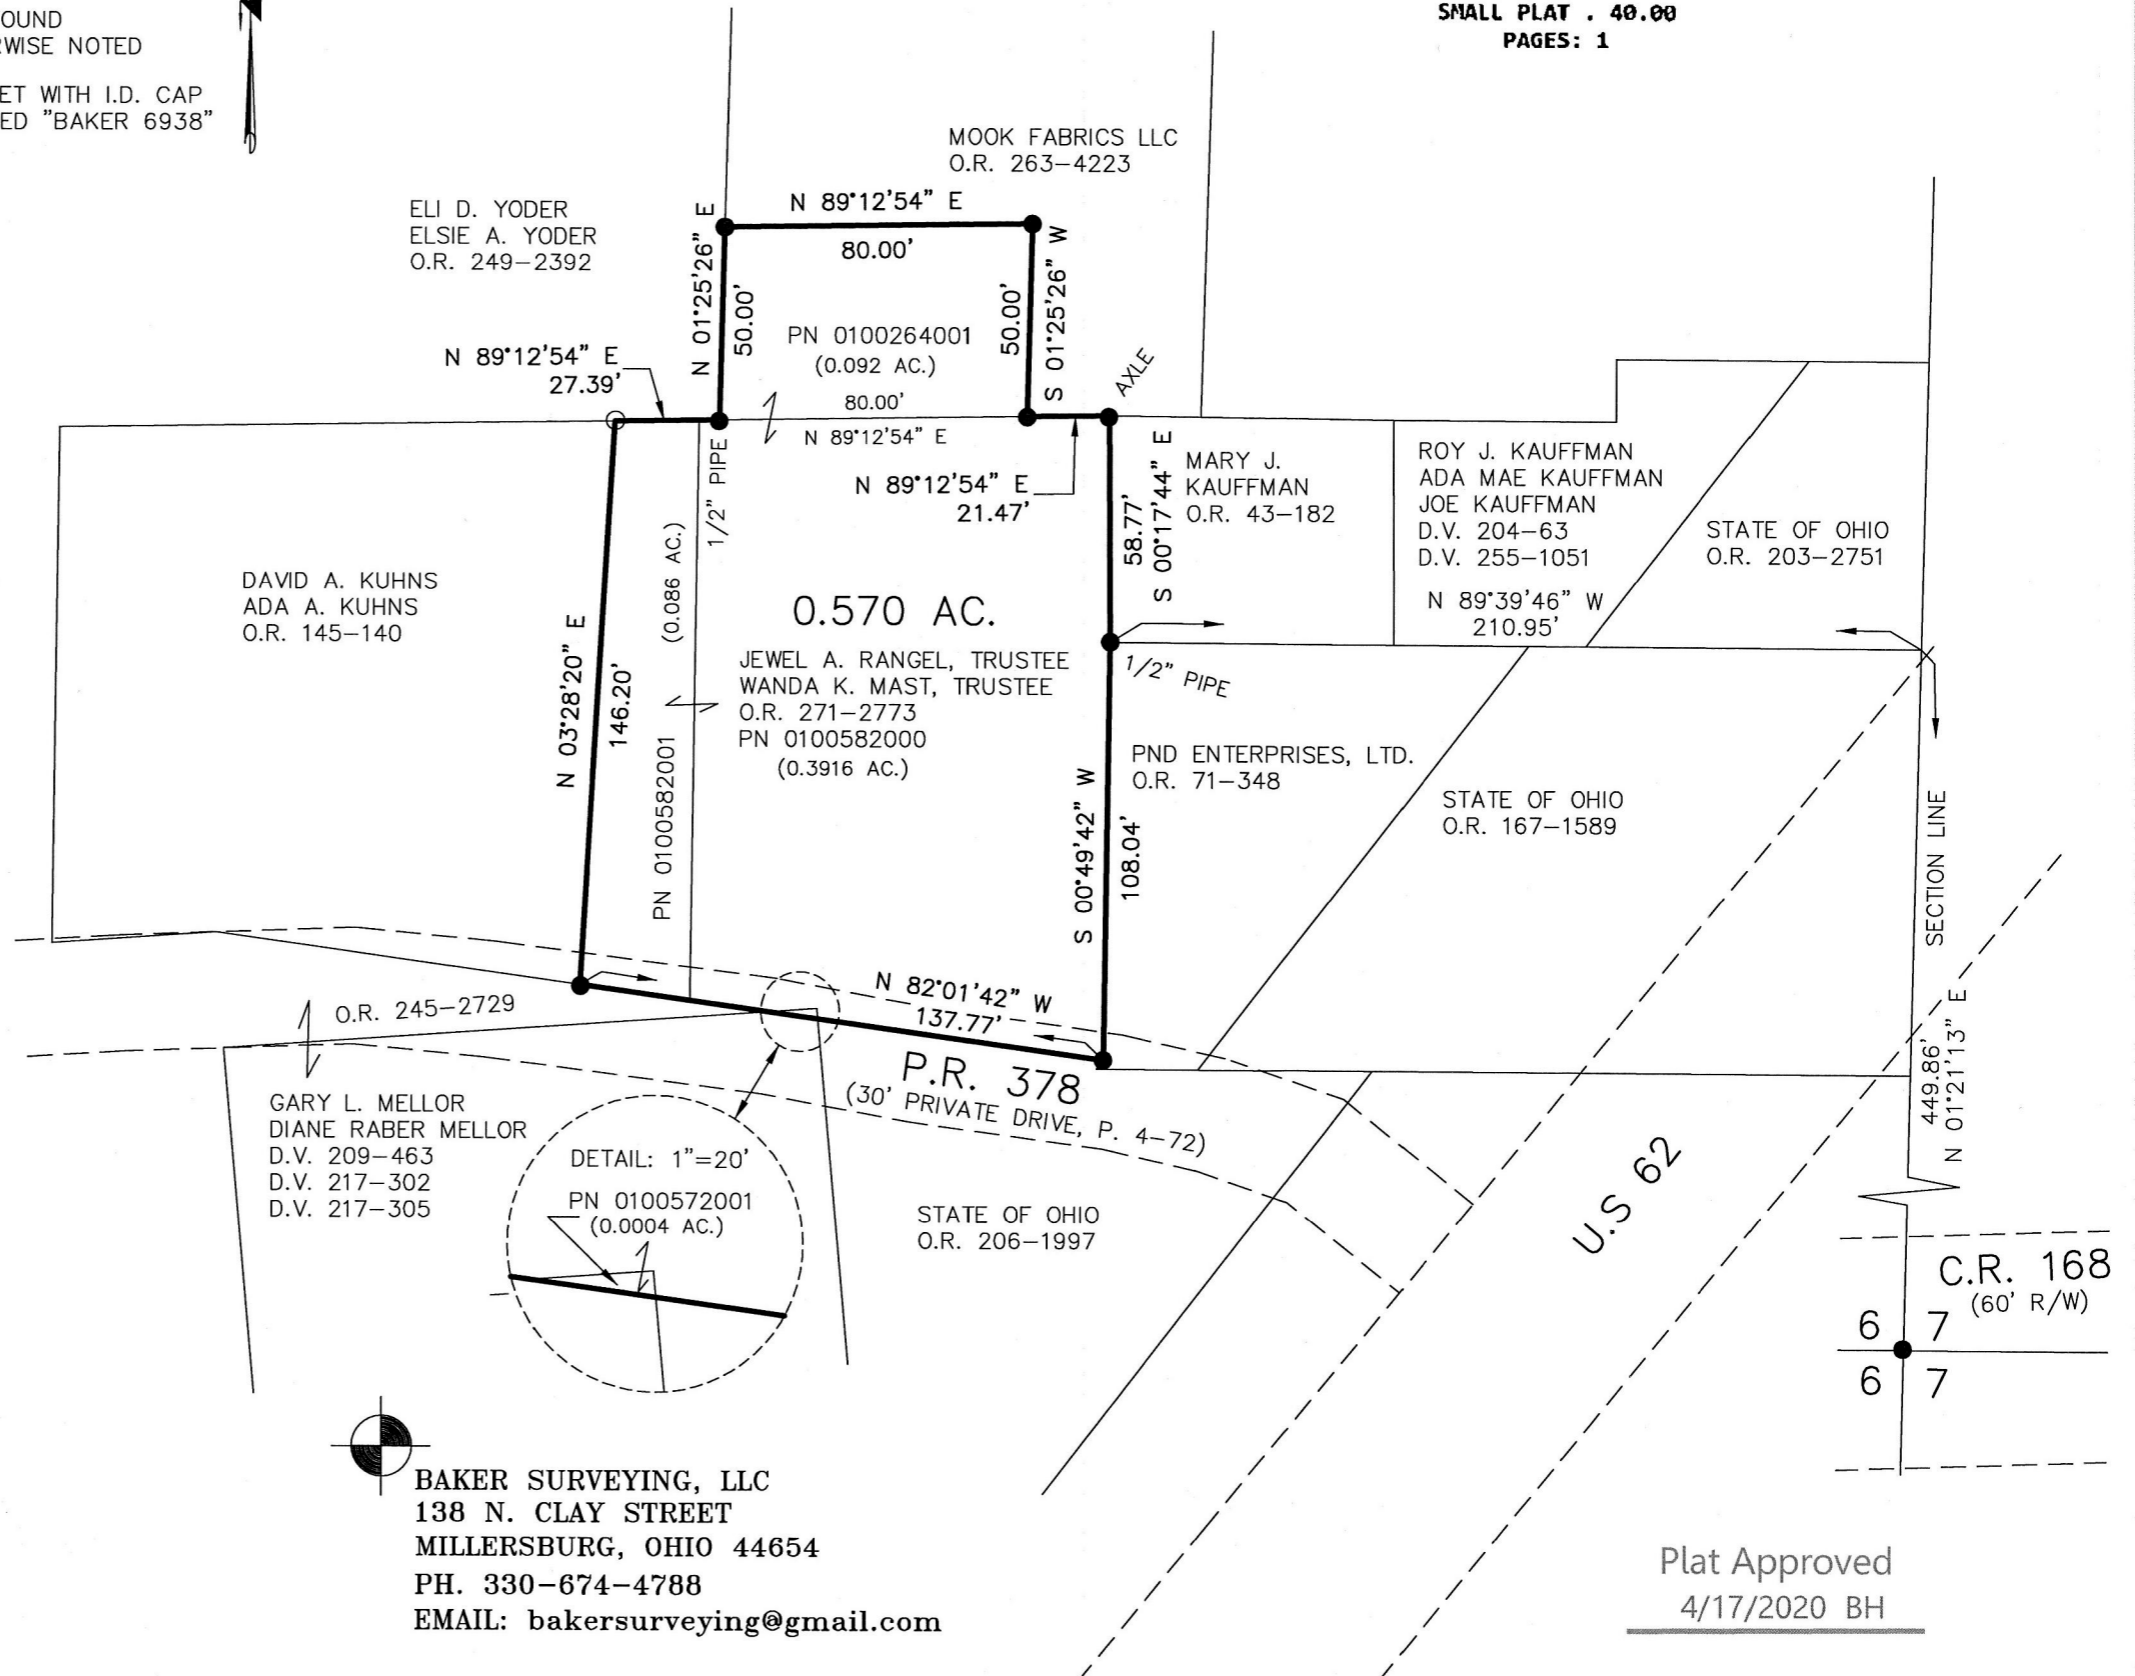 OUND
WISE NOTED
ET WITH I.D. CAP
ED "BAKER 6938"
SMALL PLAT . 40.00
PAGES: 1
MOOK FABRICS LLC
O.R. 263-4223
ELI D. YODER
ELSIE A. YODER
O.R. 249-2392
N 89°12'54" E
80.00'
N 01°25'26" E
50.00'
50.00'
S 01°25'26" W
PN 0100264001
(0.092 AC.)
80.00'
N 89°12'54" E
N 89°12'54" E
27.39'
AXLE
1/2" PIPE
N 89°12'54" E
21.47'
58.77'
S 00°17'44" E
MARY J.
KAUFFMAN
O.R. 43-182
ROY J. KAUFFMAN
ADA MAE KAUFFMAN
JOE KAUFFMAN
D.V. 204-63
D.V. 255-1051
N 89°39'46" W
210.95'
STATE OF OHIO
O.R. 203-2751
DAVID A. KUHNS
ADA A. KUHNS
O.R. 145-140
N 03°28'20" E
146.20'
PN 0100582001
(0.086 AC.)
0.570 AC.
JEWEL A. RANGEL, TRUSTEE
WANDA K. MAST, TRUSTEE
O.R. 271-2773
PN 0100582000
(0.3916 AC.)
1/2" PIPE
PND ENTERPRISES, LTD.
O.R. 71-348
S 00°49'42" W
108.04'
STATE OF OHIO
O.R. 167-1589
SECTION LINE
449.86'
N 01°21'13" E
O.R. 245-2729
N 82°01'42" W
137.77'
P.R. 378
(30' PRIVATE DRIVE, P. 4-72)
GARY L. MELLOR
DIANE RABER MELLOR
D.V. 209-463
D.V. 217-302
D.V. 217-305
DETAIL: 1"=20'
PN 0100572001
(0.0004 AC.)
STATE OF OHIO
O.R. 206-1997
U.S 62
C.R. 168
(60' R/W)
6 7
6 7
BAKER SURVEYING, LLC
138 N. CLAY STREET
MILLERSBURG, OHIO 44654
PH. 330-674-4788
EMAIL: bakersurveying@gmail.com
Plat Approved
4/17/2020 BH